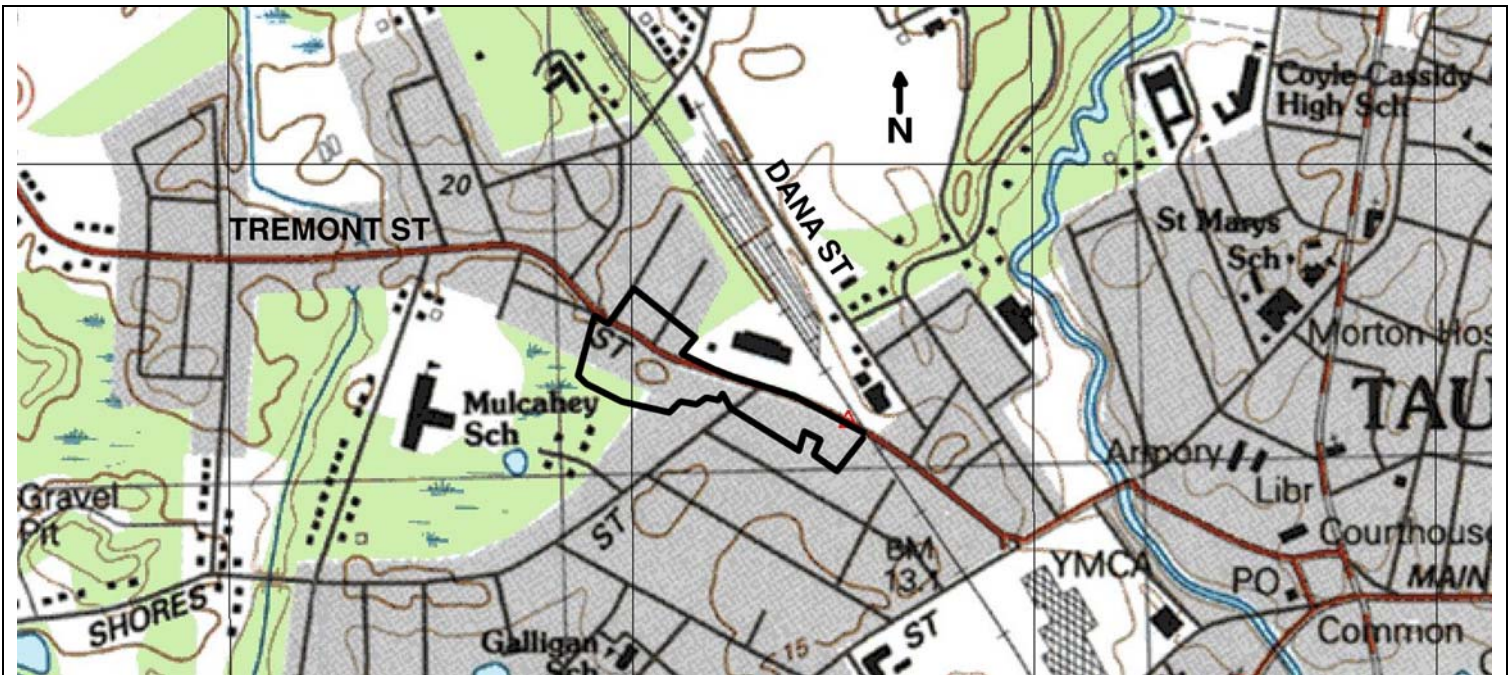 Coyle-Cassidy
High Sch
N
DANA ST
20
TREMONT ST
St Marys
Sch
Morton Hos
ST
TAU
Mulcahey
Sch
Armory
Libr
Gravel
Pit
ST
BM
13.1
Courthouse
YMCA
PO
MAIN
SHORES
Common
Galligan
Sch
15
ST